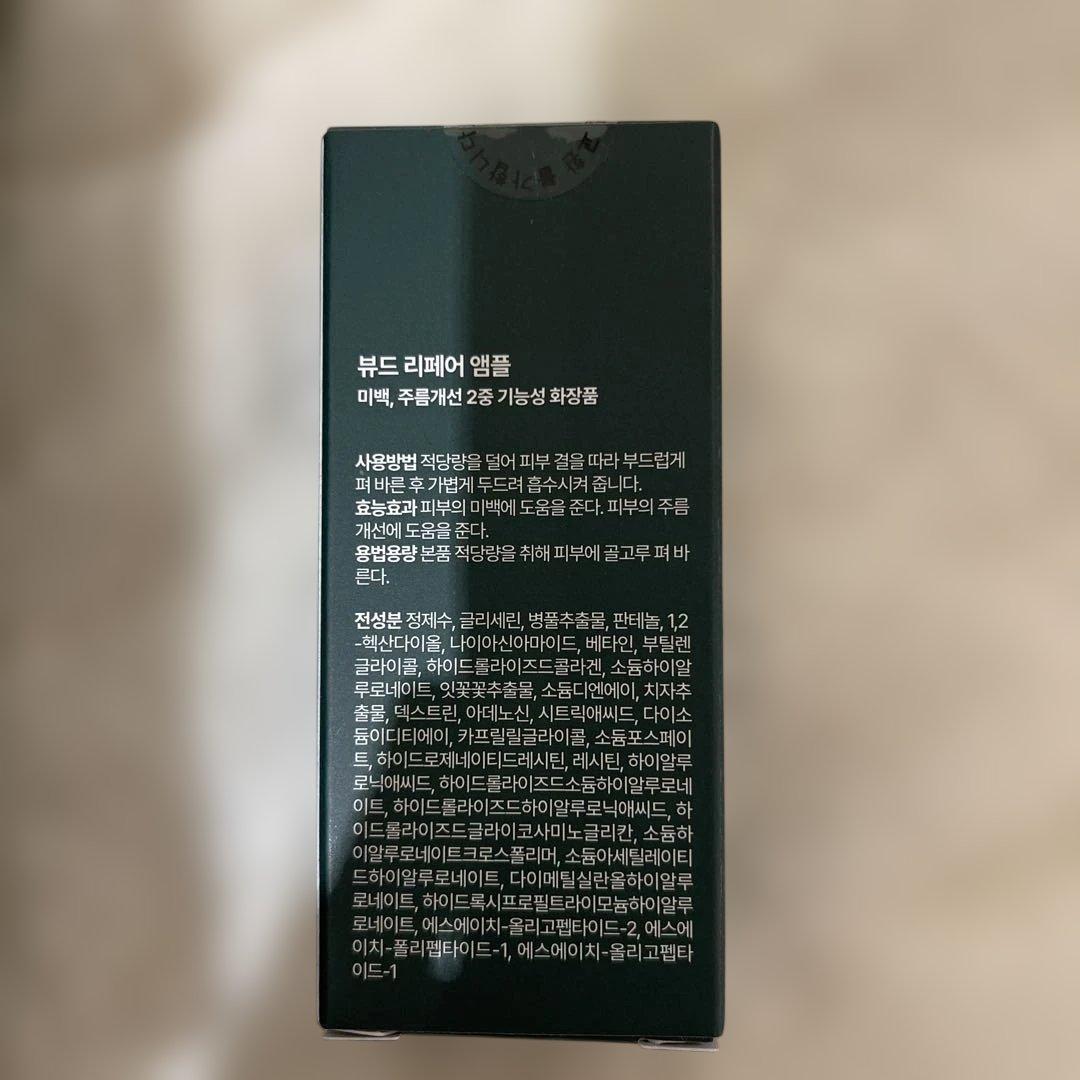 불가합니다
뷰드 리페어 앰플
미백, 주름개선 2중 기능성 화장품
사용방법 적당량을 덜어 피부 결을 따라 부드럽게
펴 바른 후 가볍게 두드려 흡수시켜 줍니다.
효능효과 피부의 미백에 도움을 준다. 피부의 주름
개선에 도움을 준다.
용법용량 본품 적당량을 취해 피부에 골고루 펴 바
른다.
전성분 정제수, 글리세린, 병풀추출물, 판테놀, 1,2
-헥산다이올, 나이아신아마이드, 베타인, 부틸렌
글라이콜, 하이드롤라이즈드콜라겐, 소듐하이알
루로네이트, 잇꽃꽃추출물, 소듐디엔에이, 치자추
출물, 덱스트린, 아데노신, 시트릭애씨드, 다이소
듐이디티에이, 카프릴릴글라이콜, 소듐포스페이
트, 하이드로제네이티드레시틴, 레시틴, 하이알루
로닉애씨드, 하이드롤라이즈드소듐하이알루로네
이트, 하이드롤라이즈드하이알루로닉애씨드, 하
이드롤라이즈드글라이코사미노글리칸, 소듐하
이알루로네이트크로스폴리머, 소듐아세틸레이티
드하이알루로네이트, 다이메틸실란올하이알루
로네이트, 하이드록시프로필트라이모늄하이알루
로네이트, 에스에이치-올리고펩타이드-2, 에스에
이치-폴리펩타이드-1, 에스에이치-올리고펩타
이드-1